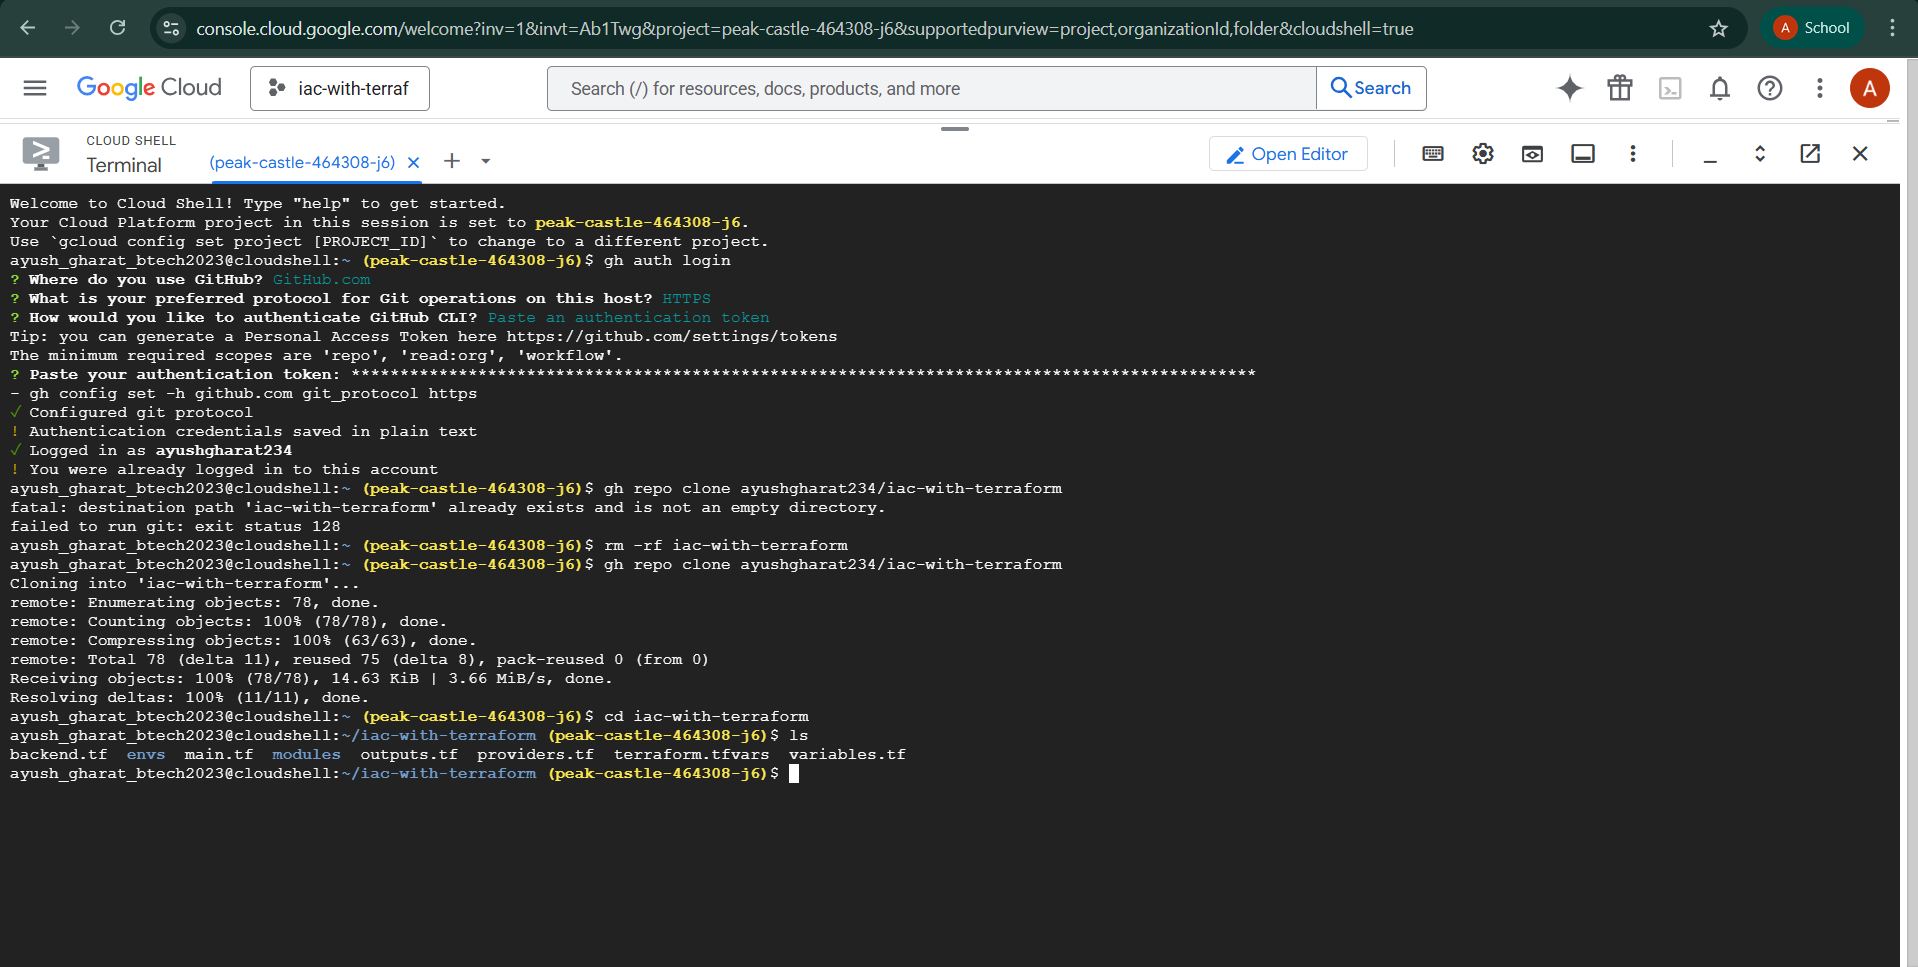 console.cloud.google.com/welcome?inv=1&invt=Ab1Twg&project=peak-castle-464308-j6&supportedpurview=project,organizationId,folder&cloudshell=true
A School
Google Cloud
iac-with-terraf
Search (/) for resources, docs, products, and more
Search
A
CLOUD SHELL
Terminal
(peak-castle-464308-j6)
Open Editor
Welcome to Cloud Shell! Type "help" to get started.
Your Cloud Platform project in this session is set to peak-castle-464308-j6.
Use `gcloud config set project [PROJECT_ID]` to change to a different project.
ayush_gharat_btech2023@cloudshell:~ (peak-castle-464308-j6)$ gh auth login
? Where do you use GitHub? GitHub.com
? What is your preferred protocol for Git operations on this host? HTTPS
? How would you like to authenticate GitHub CLI? Paste an authentication token
Tip: you can generate a Personal Access Token here https://github.com/settings/tokens
The minimum required scopes are 'repo', 'read:org', 'workflow'.
? Paste your authentication token: *********************************************************************************************
- gh config set -h github.com git_protocol https
✓ Configured git protocol
! Authentication credentials saved in plain text
✓ Logged in as ayushgharat234
! You were already logged in to this account
ayush_gharat_btech2023@cloudshell:~ (peak-castle-464308-j6)$ gh repo clone ayushgharat234/iac-with-terraform
fatal: destination path 'iac-with-terraform' already exists and is not an empty directory.
failed to run git: exit status 128
ayush_gharat_btech2023@cloudshell:~ (peak-castle-464308-j6)$ rm -rf iac-with-terraform
ayush_gharat_btech2023@cloudshell:~ (peak-castle-464308-j6)$ gh repo clone ayushgharat234/iac-with-terraform
Cloning into 'iac-with-terraform'...
remote: Enumerating objects: 78, done.
remote: Counting objects: 100% (78/78), done.
remote: Compressing objects: 100% (63/63), done.
remote: Total 78 (delta 11), reused 75 (delta 8), pack-reused 0 (from 0)
Receiving objects: 100% (78/78), 14.63 KiB | 3.66 MiB/s, done.
Resolving deltas: 100% (11/11), done.
ayush_gharat_btech2023@cloudshell:~ (peak-castle-464308-j6)$ cd iac-with-terraform
ayush_gharat_btech2023@cloudshell:~/iac-with-terraform (peak-castle-464308-j6)$ ls
backend.tf envs main.tf modules outputs.tf providers.tf terraform.tfvars variables.tf
ayush_gharat_btech2023@cloudshell:~/iac-with-terraform (peak-castle-464308-j6)$